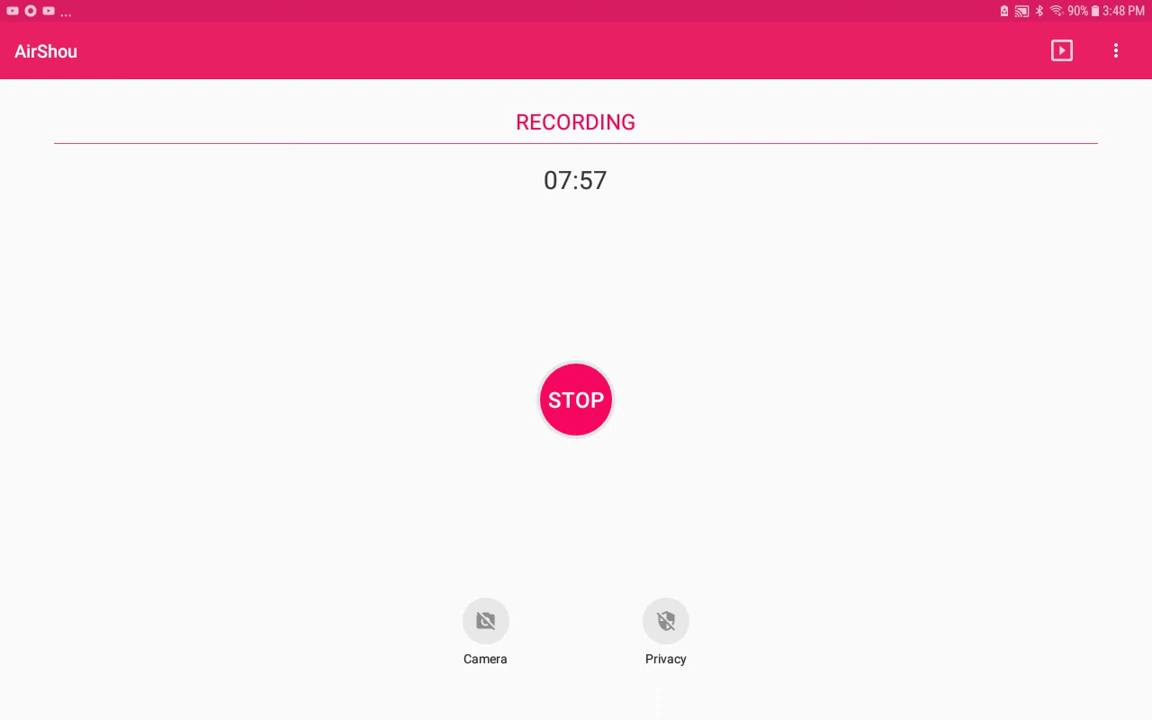 ... 90% 3:48 PM
AirShou
RECORDING
07:57
STOP
Camera Privacy